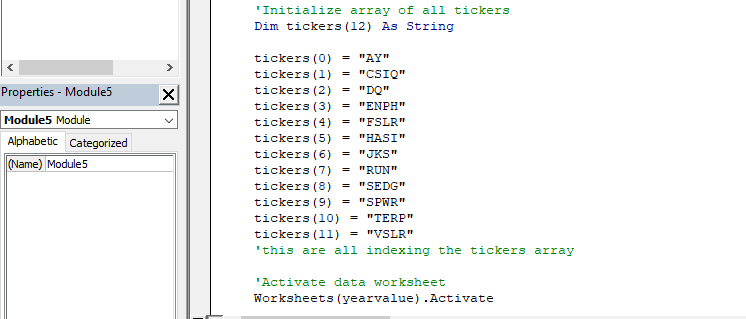 Properties - Module5
Module5 Module
Alphabetic Categorized
(Name) Module5
'Initialize array of all tickers
Dim tickers(12) As String
tickers(0) = "AY"
tickers(1) = "CSIQ"
tickers(2) = "DQ"
tickers(3) = "ENPH"
tickers(4) = "FSLR"
tickers(5) = "HASI"
tickers(6) = "JKS"
tickers(7) = "RUN"
tickers(8) = "SEDG"
tickers(9) = "SPWR"
tickers(10) = "TERP"
tickers(11) = "VSLR"
'this are all indexing the tickers array
'Activate data worksheet
Worksheets(yearvalue).Activate